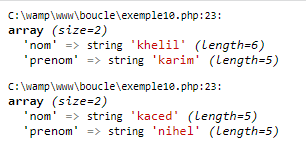 C:\wamp\www\boucle\exemple10.php:23:
array (size=2)
'nom' => string 'khelil' (length=6)
'prenom' => string 'karim' (length=5)
C:\wamp\www\boucle\exemple10.php:23:
array (size=2)
'nom' => string 'kaced' (length=5)
'prenom' => string 'nihel' (length=5)